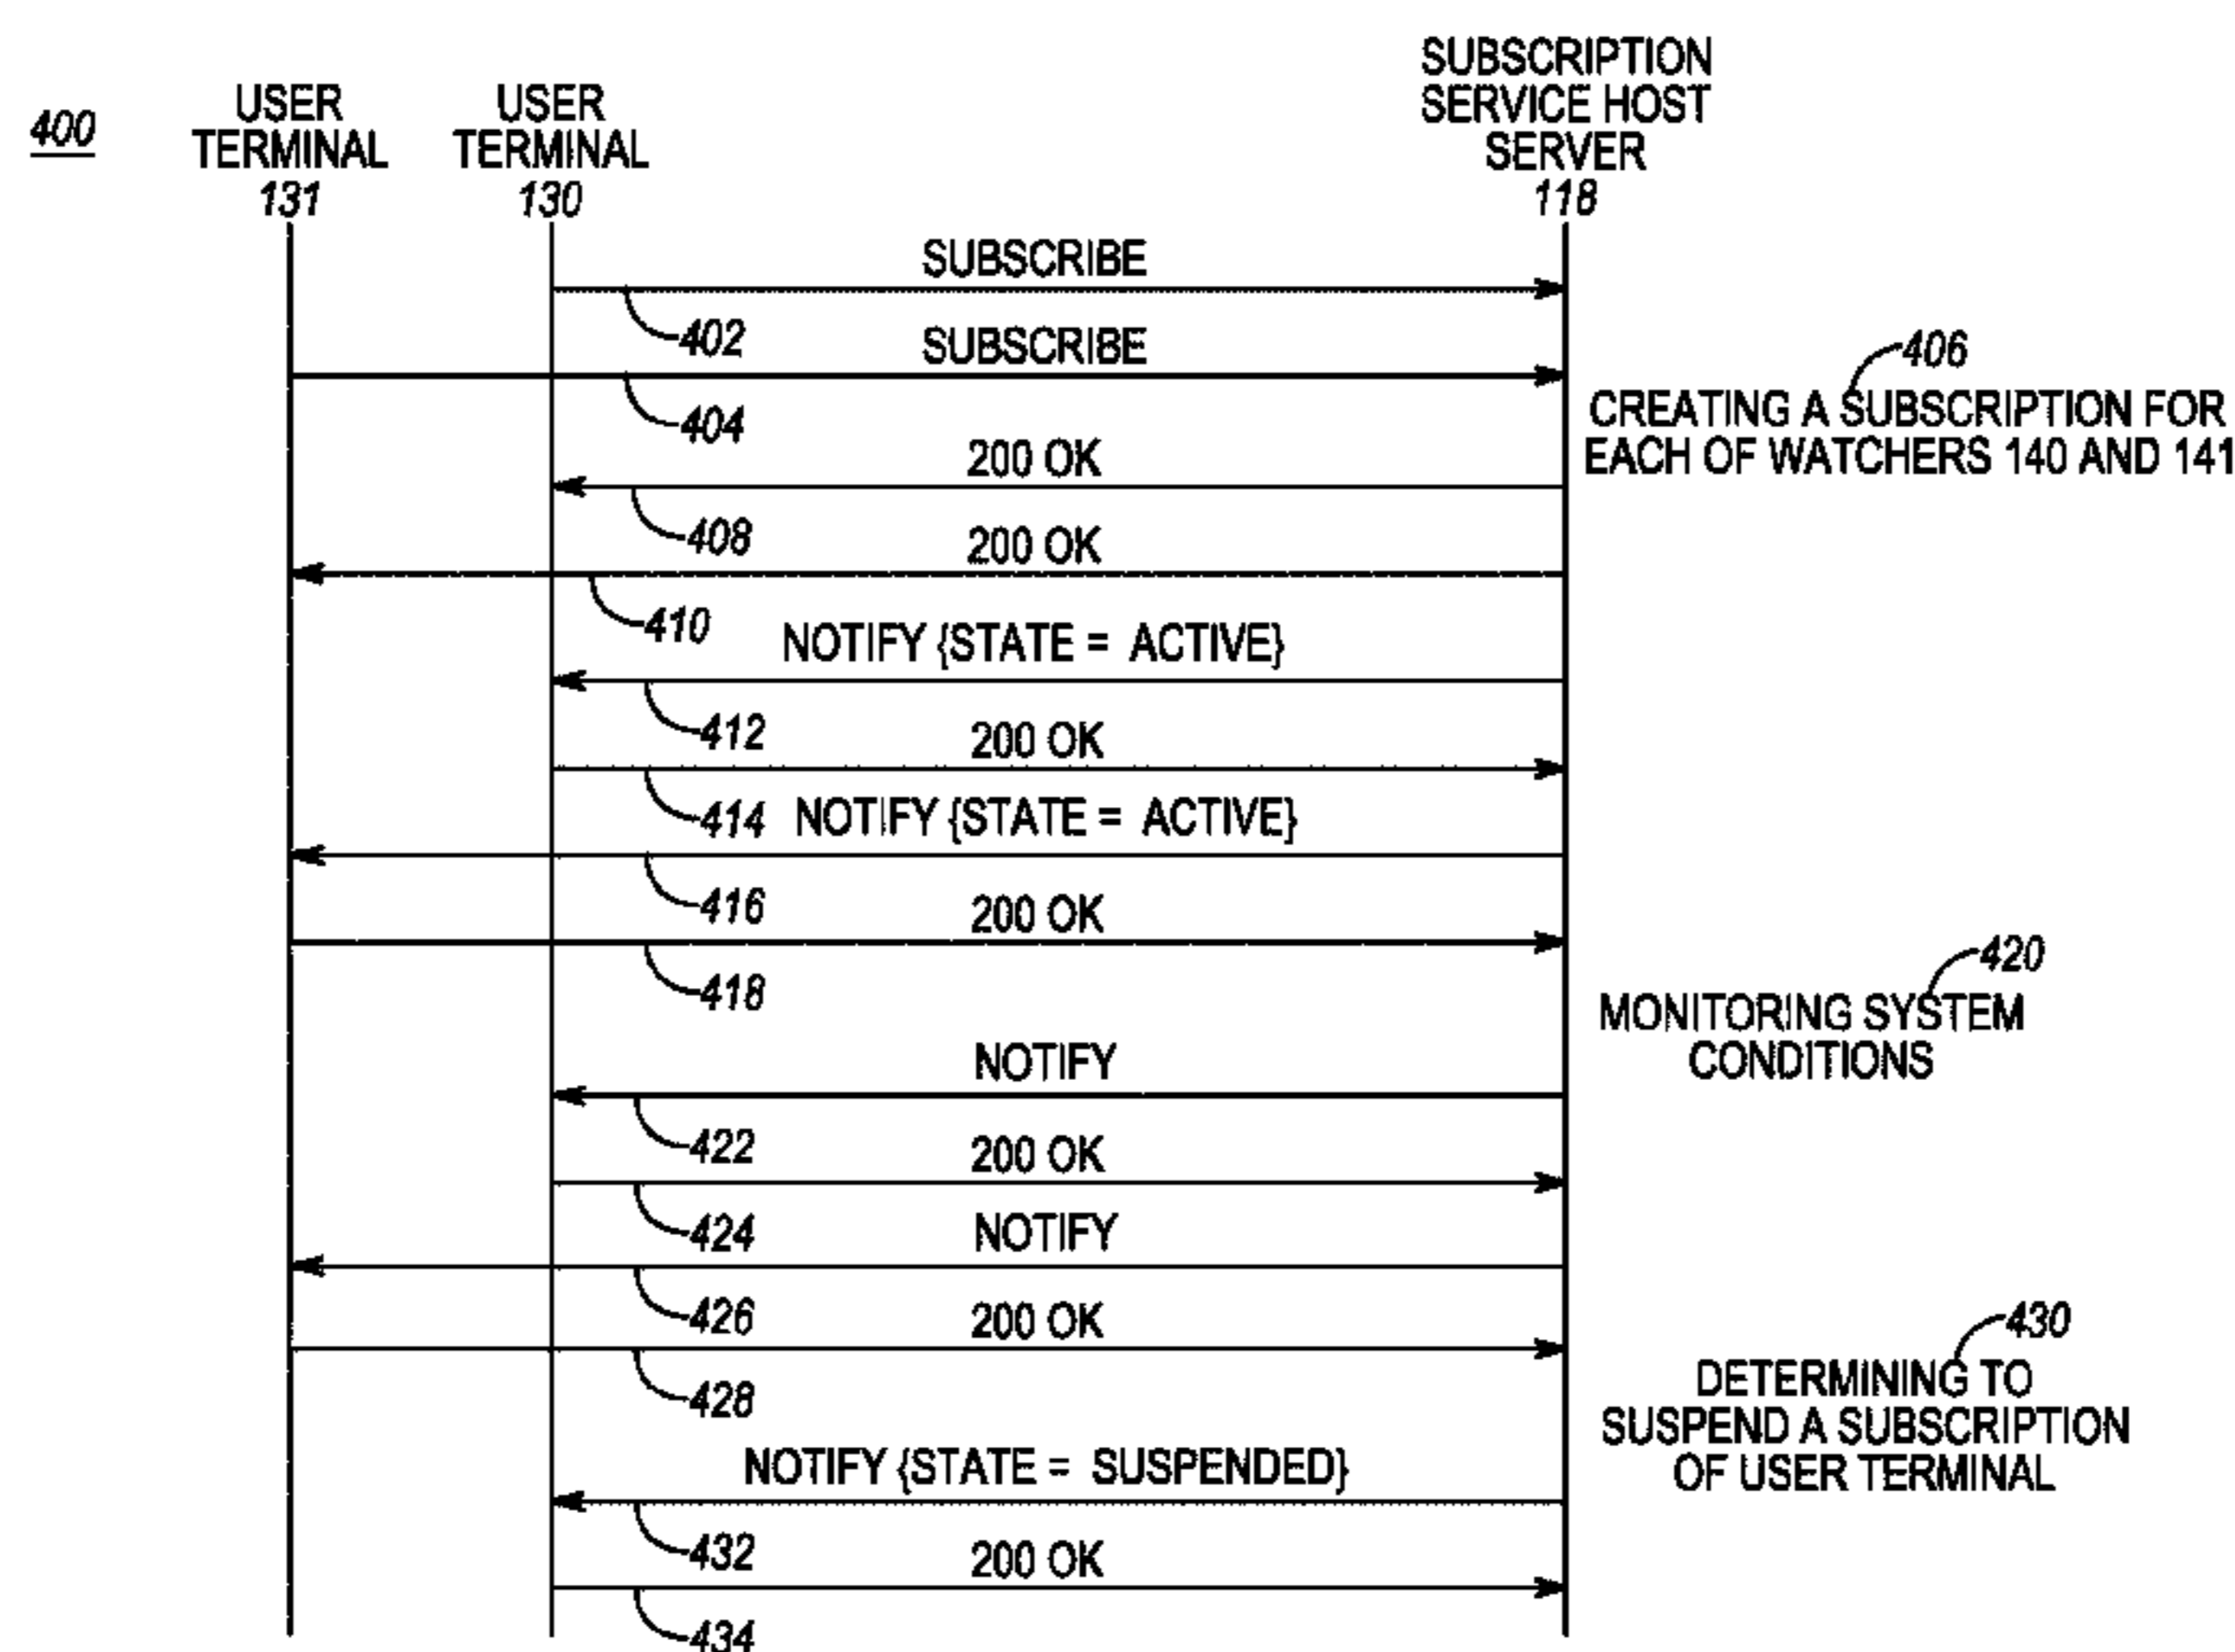 400
USER
TERMINAL
131
USER
TERMINAL
130
SUBSCRIPTION
SERVICE HOST
SERVER
118
SUBSCRIBE
402
SUBSCRIBE
404
406
CREATING A SUBSCRIPTION FOR
EACH OF WATCHERS 140 AND 141
200 OK
408
200 OK
410
NOTIFY {STATE = ACTIVE}
412
200 OK
414
NOTIFY {STATE = ACTIVE}
416
200 OK
418
420
MONITORING SYSTEM
CONDITIONS
NOTIFY
422
200 OK
424
NOTIFY
426
200 OK
428
430
DETERMINING TO
SUSPEND A SUBSCRIPTION
OF USER TERMINAL
NOTIFY {STATE = SUSPENDED}
432
200 OK
434